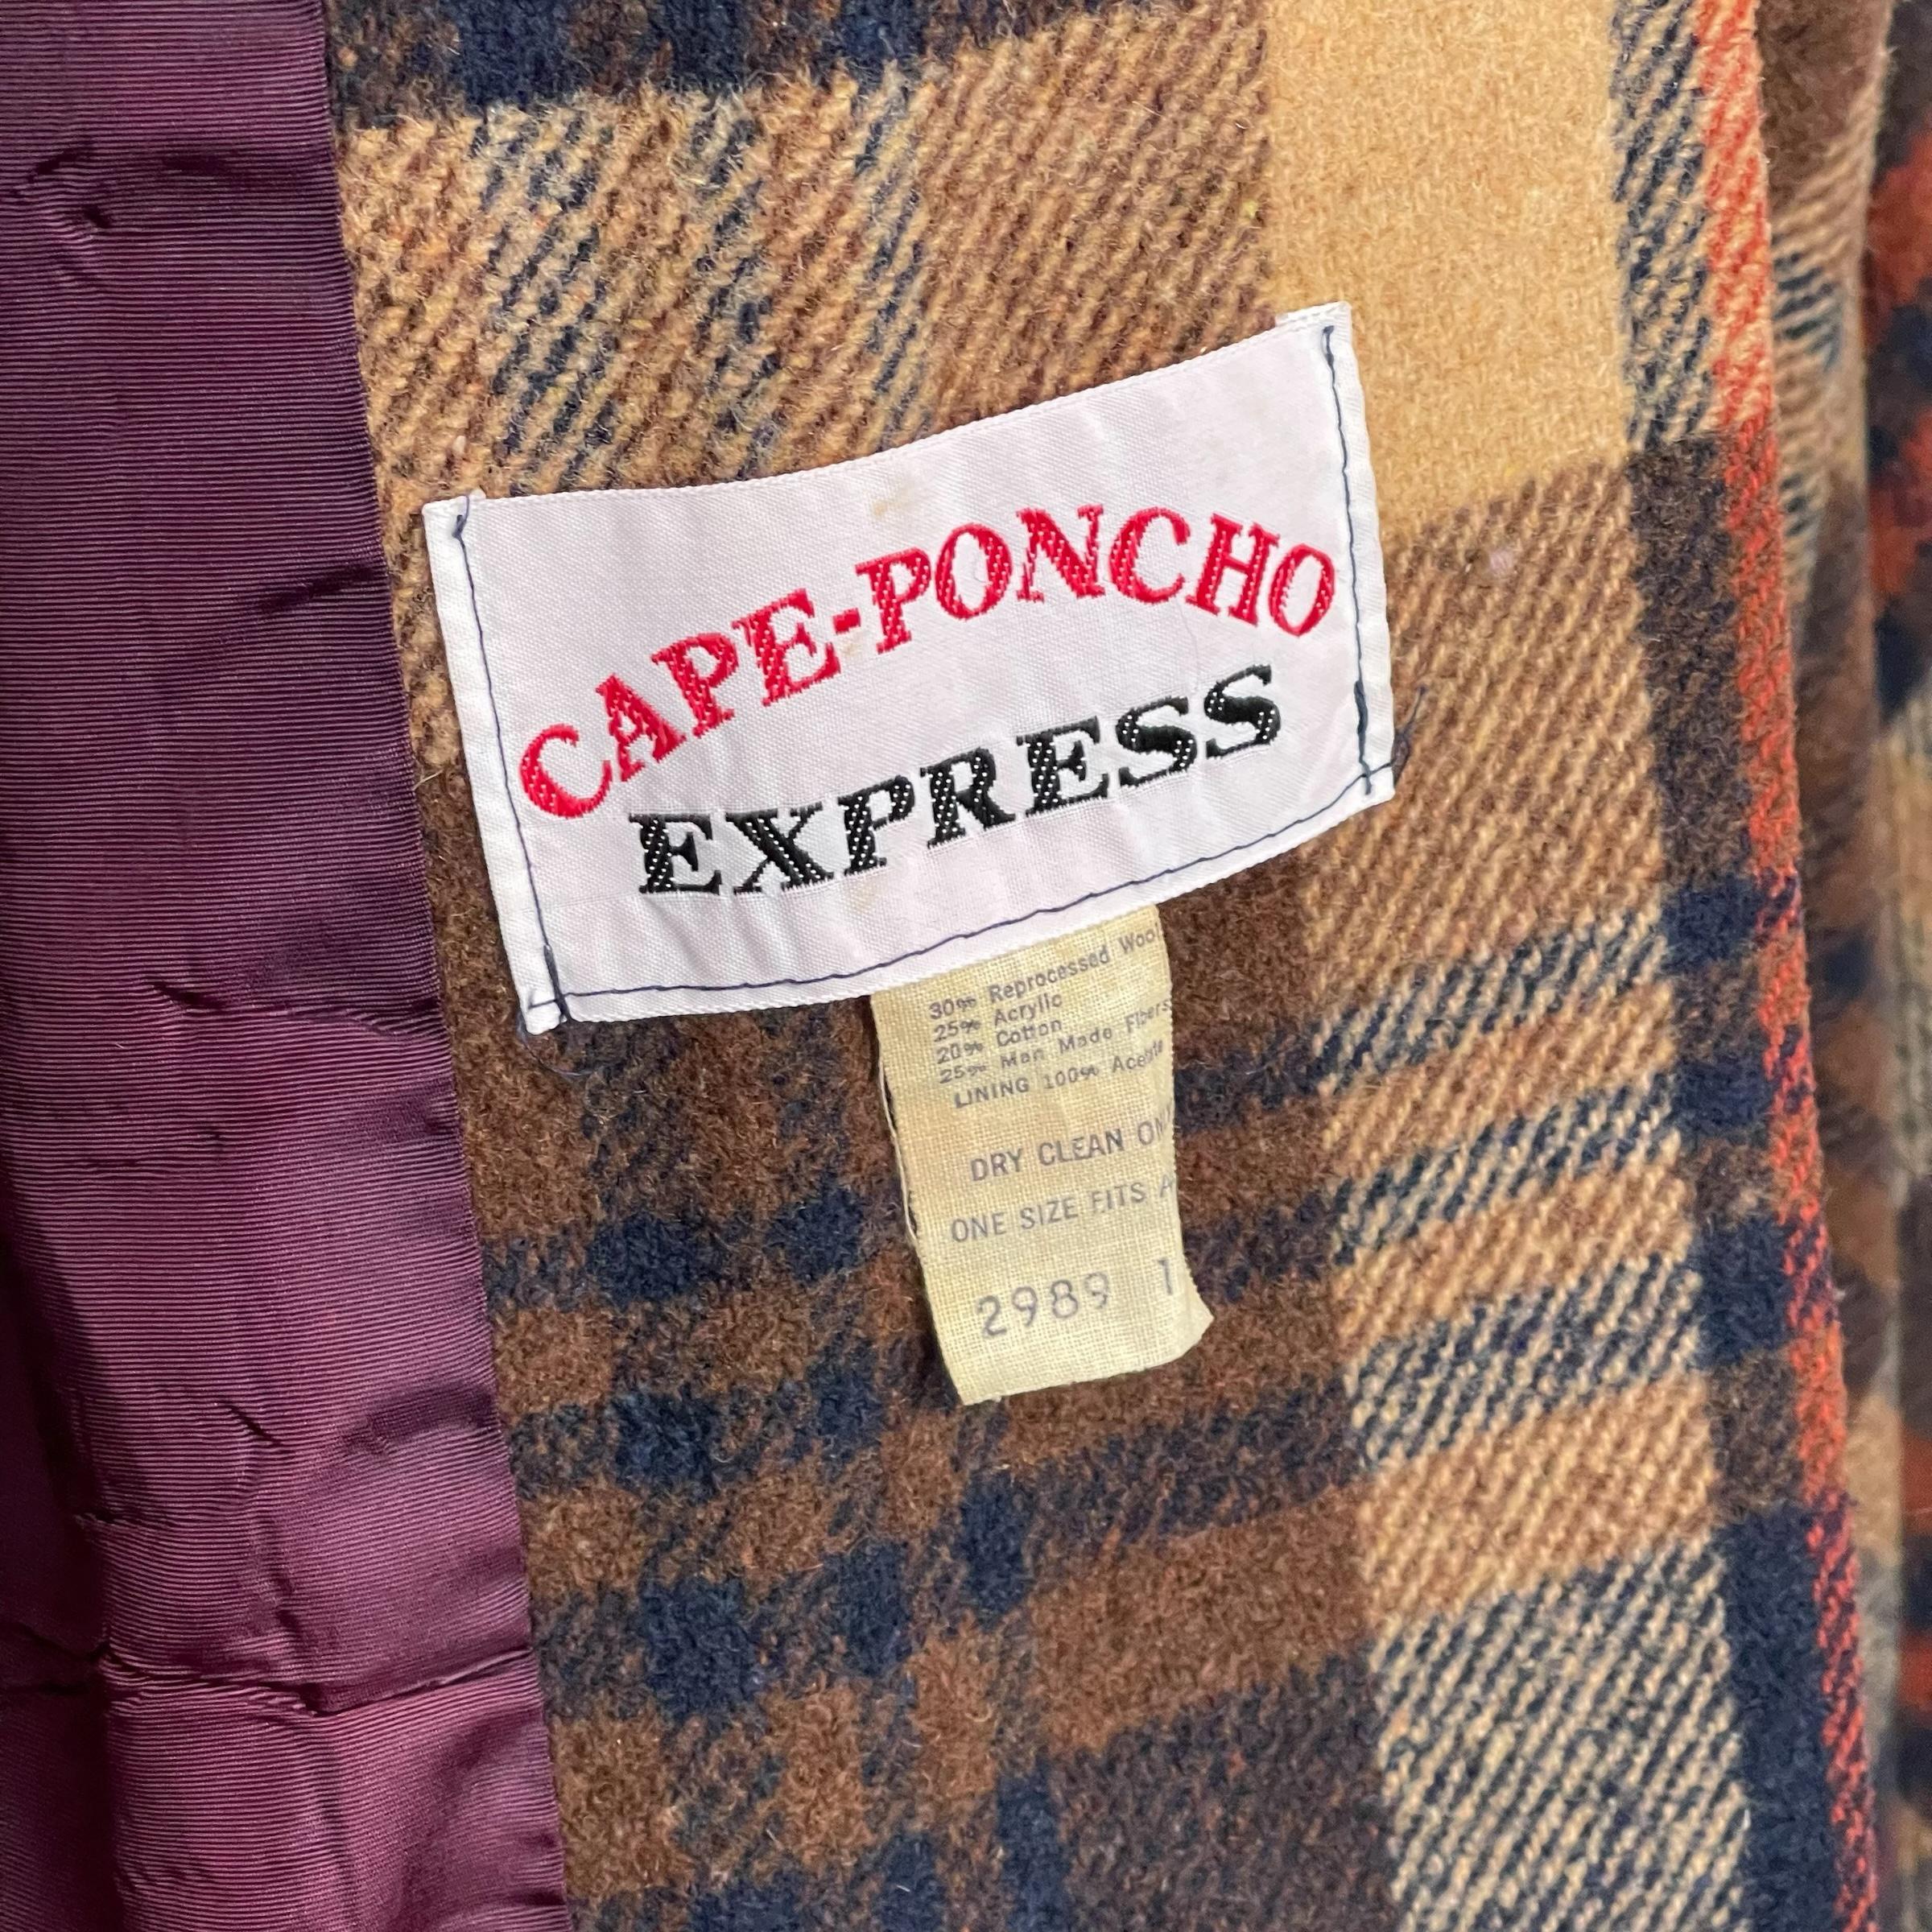 CAPE-PONCHO
EXPRESS
30% Reprocessed Wool
25% Acrylic
20% Cotton
25% Man Made Fibers
LINING 100% Acetate
DRY CLEAN
ONE SIZE FITS
2989 1